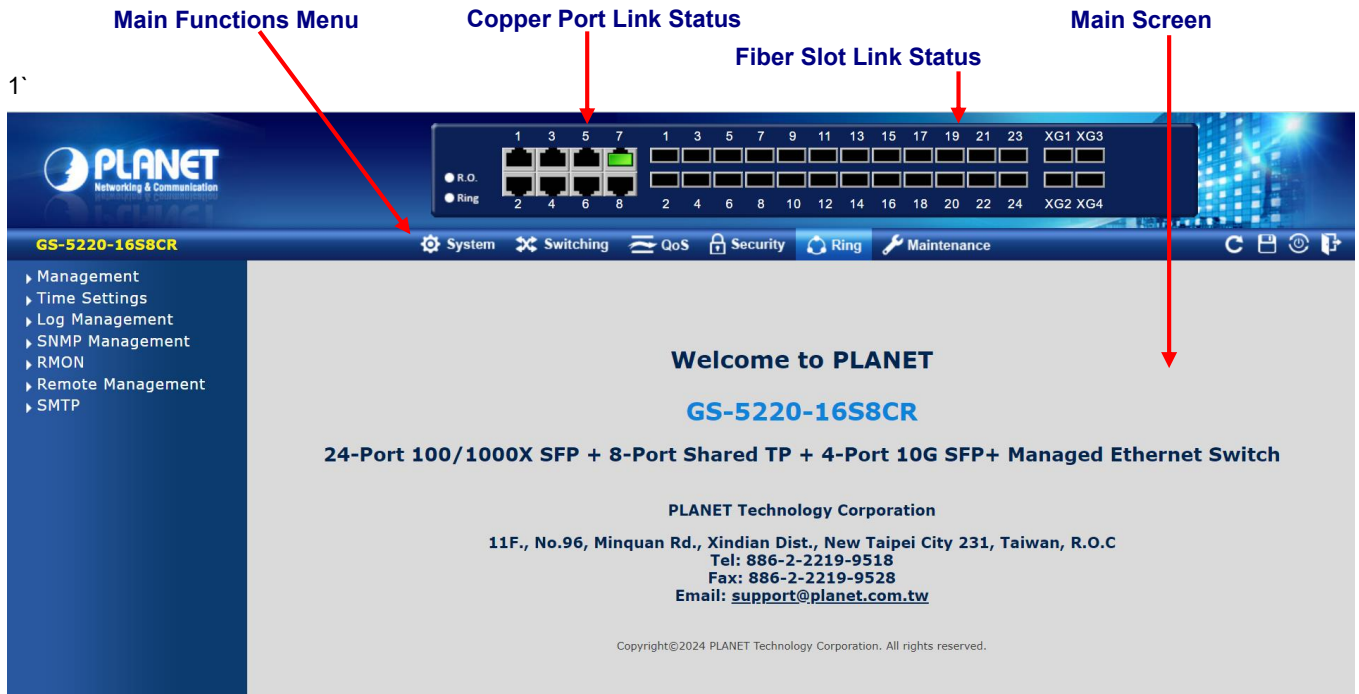 Main Functions Menu
Copper Port Link Status
Main Screen
Fiber Slot Link Status
1`
1 3 5 7 1 3 5 7 9 11 13 15 17 19 21 23 XG1 XG3
PLANET
Networking & Communication
R.O.
Ring
2 4 6 8 2 4 6 8 10 12 14 16 18 20 22 24 XG2 XG4
GS-5220-16S8CR
System Switching QoS Security Ring Maintenance
Management
Time Settings
Log Management
SNMP Management
RMON
Remote Management
SMTP
Welcome to PLANET
GS-5220-16S8CR
24-Port 100/1000X SFP + 8-Port Shared TP + 4-Port 10G SFP+ Managed Ethernet Switch
PLANET Technology Corporation
11F., No.96, Minquan Rd., Xindian Dist., New Taipei City 231, Taiwan, R.O.C
Tel: 886-2-2219-9518
Fax: 886-2-2219-9528
Email: support@planet.com.tw
Copyright©2024 PLANET Technology Corporation. All rights reserved.